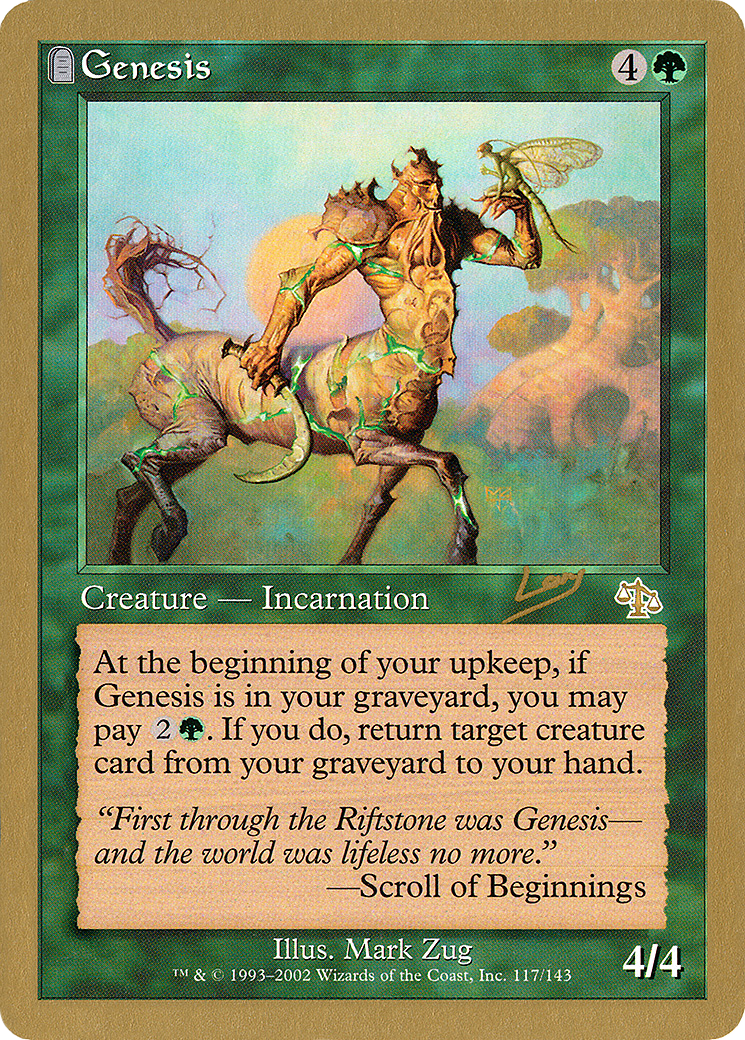 Genesis 4
Creature — Incarnation
At the beginning of your upkeep, if
Genesis is in your graveyard, you may
pay 2 . If you do, return target creature
card from your graveyard to your hand.
“First through the Riftstone was Genesis—
and the world was lifeless no more.”
—Scroll of Beginnings
Illus. Mark Zug
™ & © 1993–2002 Wizards of the Coast, Inc. 117/143
4/4